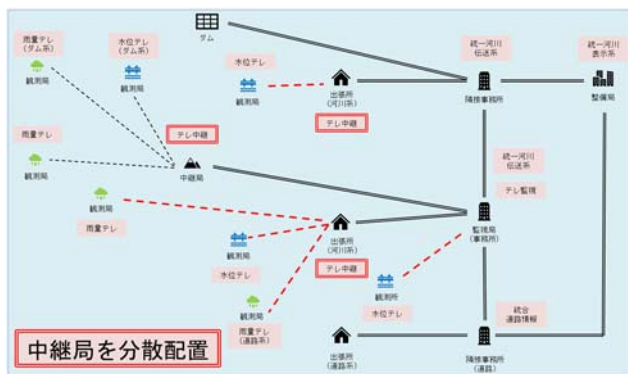 ダム
雨量テレ
(ダム系)
観測局
水位テレ
(ダム系)
観測局
水位テレ
観測局
出張所
(河川系)
テレ中継
統一河川
伝送系
隣接事務所
統一河川
表示系
整備局
雨量テレ
観測局
テレ中継
中継局
統一河川
伝送系
テレ監視
監視局
(事務所)
観測局
雨量テレ
観測局
水位テレ
出張所
(河川系)
テレ中継
観測所
水位テレ
観測局
雨量テレ
(道路系)
統合
道路情報
出張所
(道路系)
隣接事務所
(道路)
中継局を分散配置